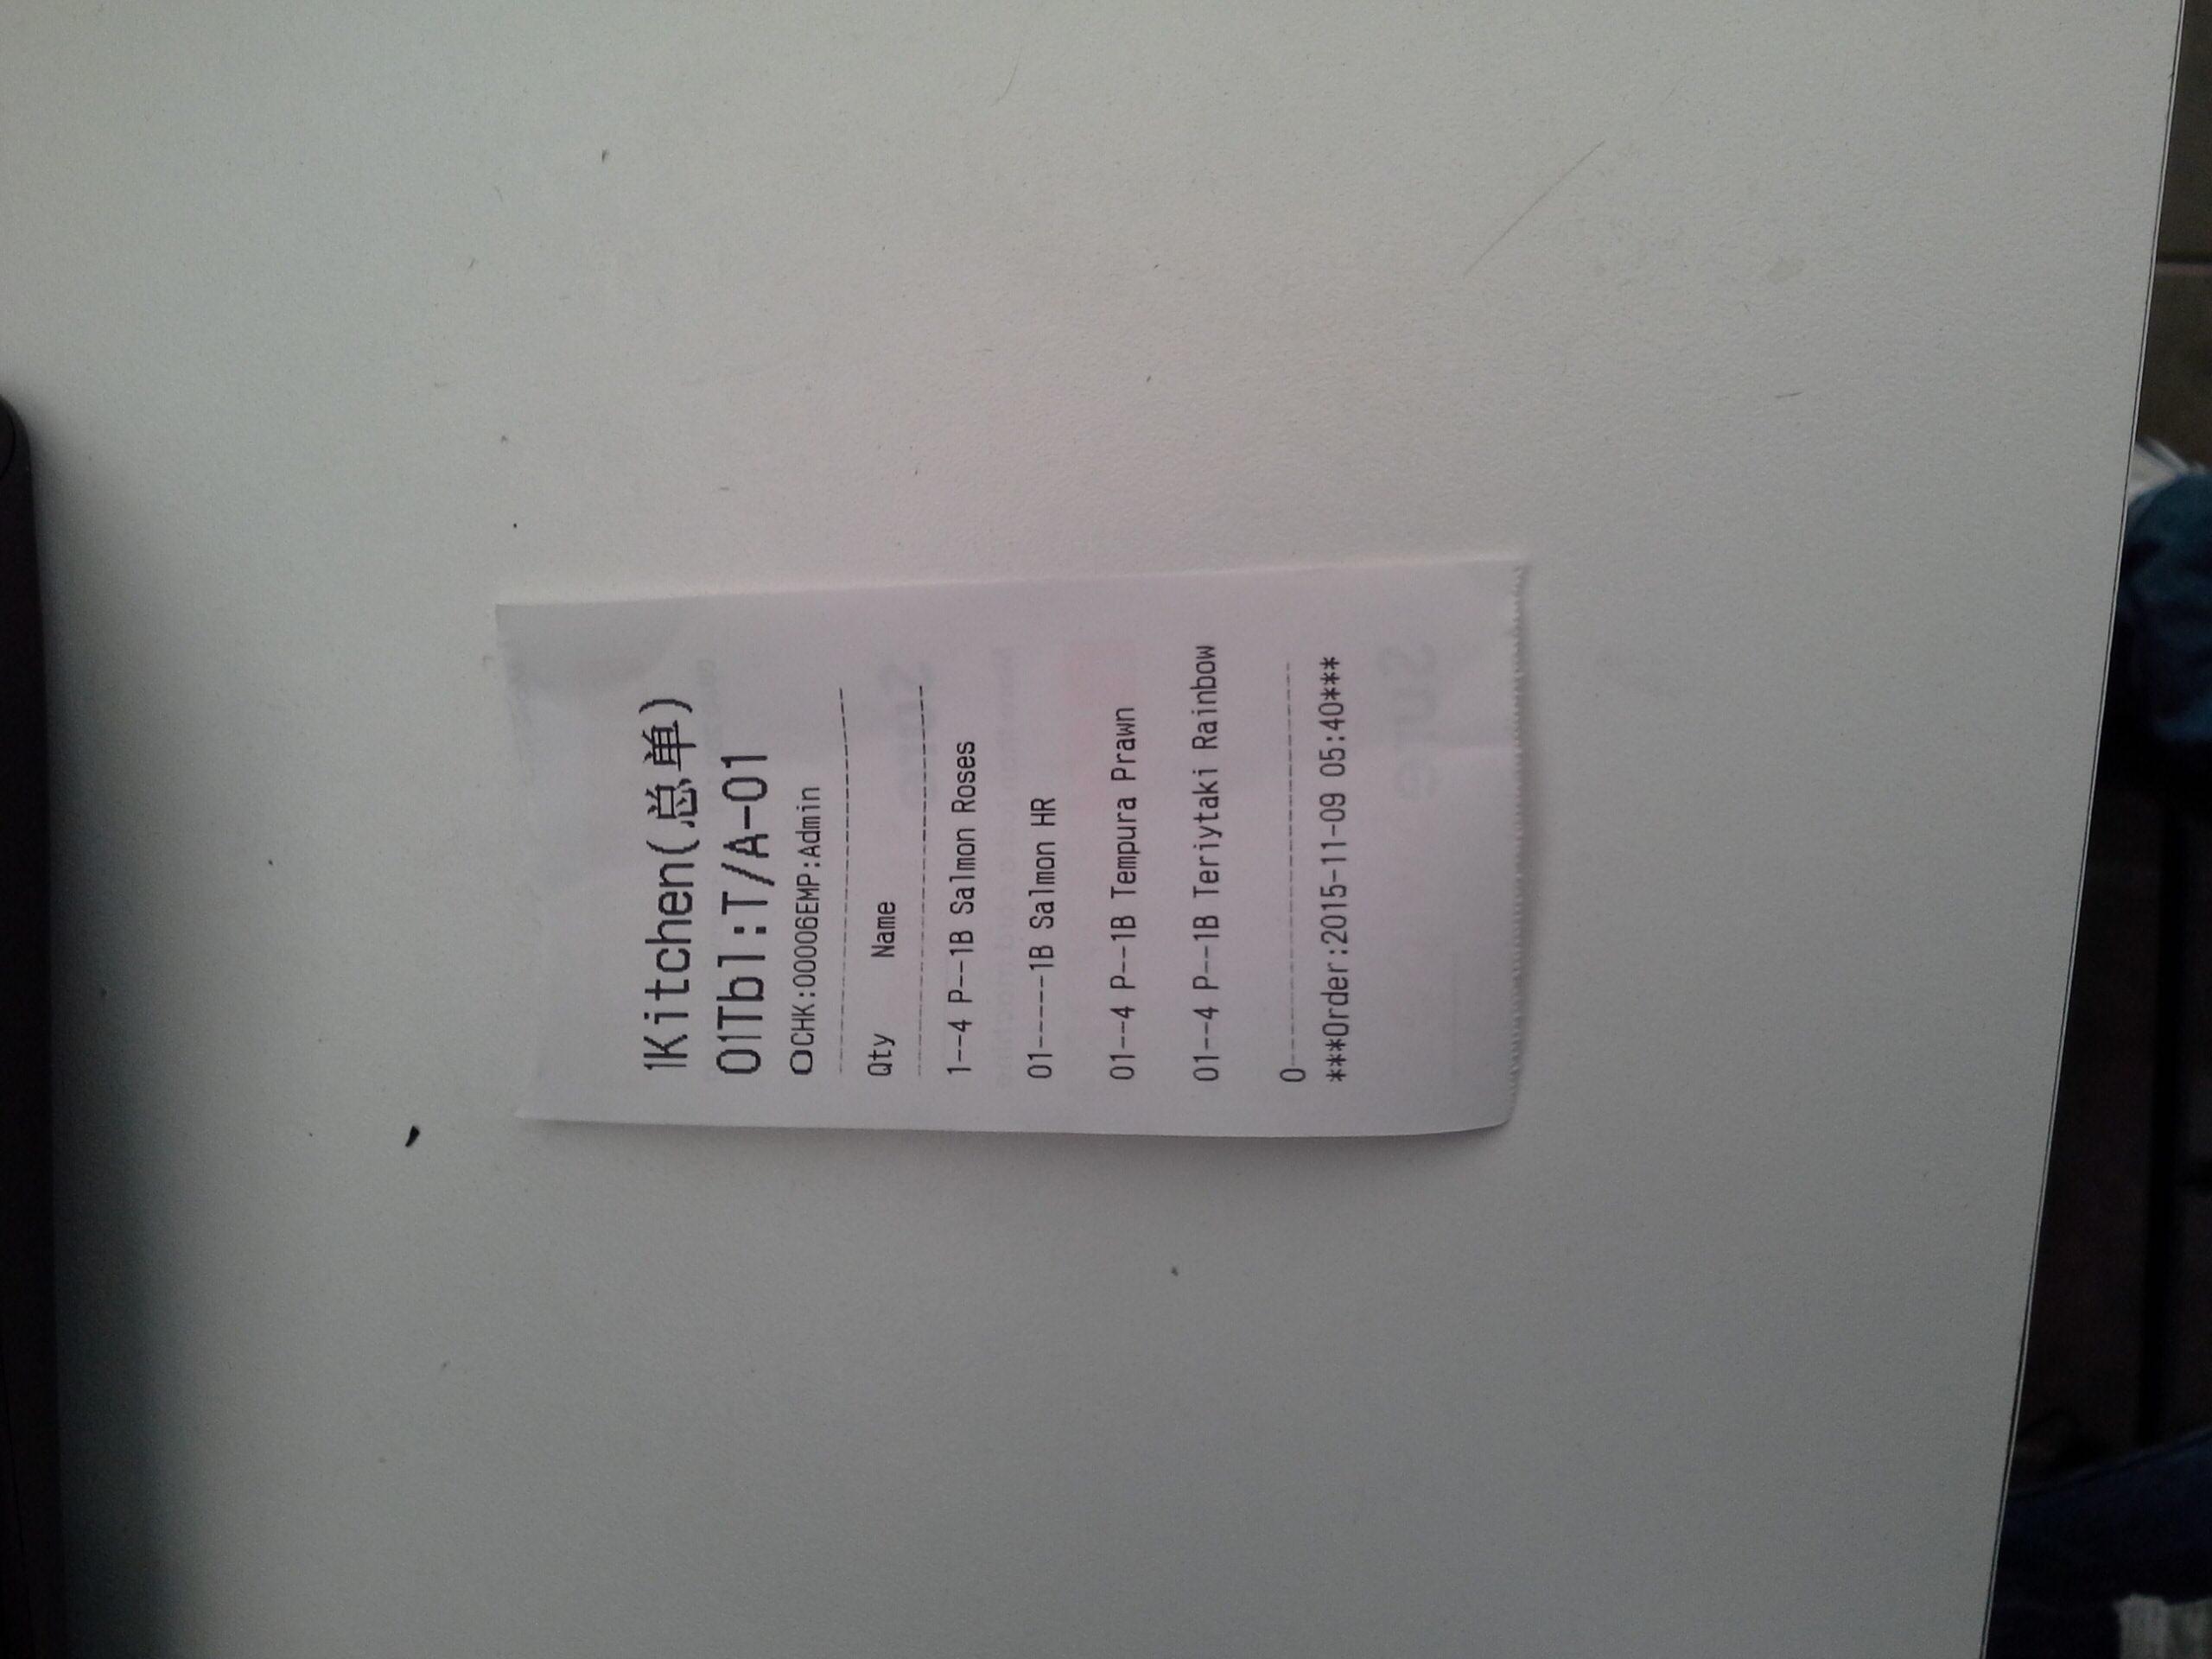 1Kitchen(总单)
01Tbl:T/A-01
0CHK:00006EMP:Admin
Qty Name
1--4 P--1B Salmon Roses
01------1B Salmon HR
01--4 P--1B Tempura Prawn
01--4 P--1B Teriytaki Rainbow
0--------------------------------
***Order:2015-11-09 05:40***